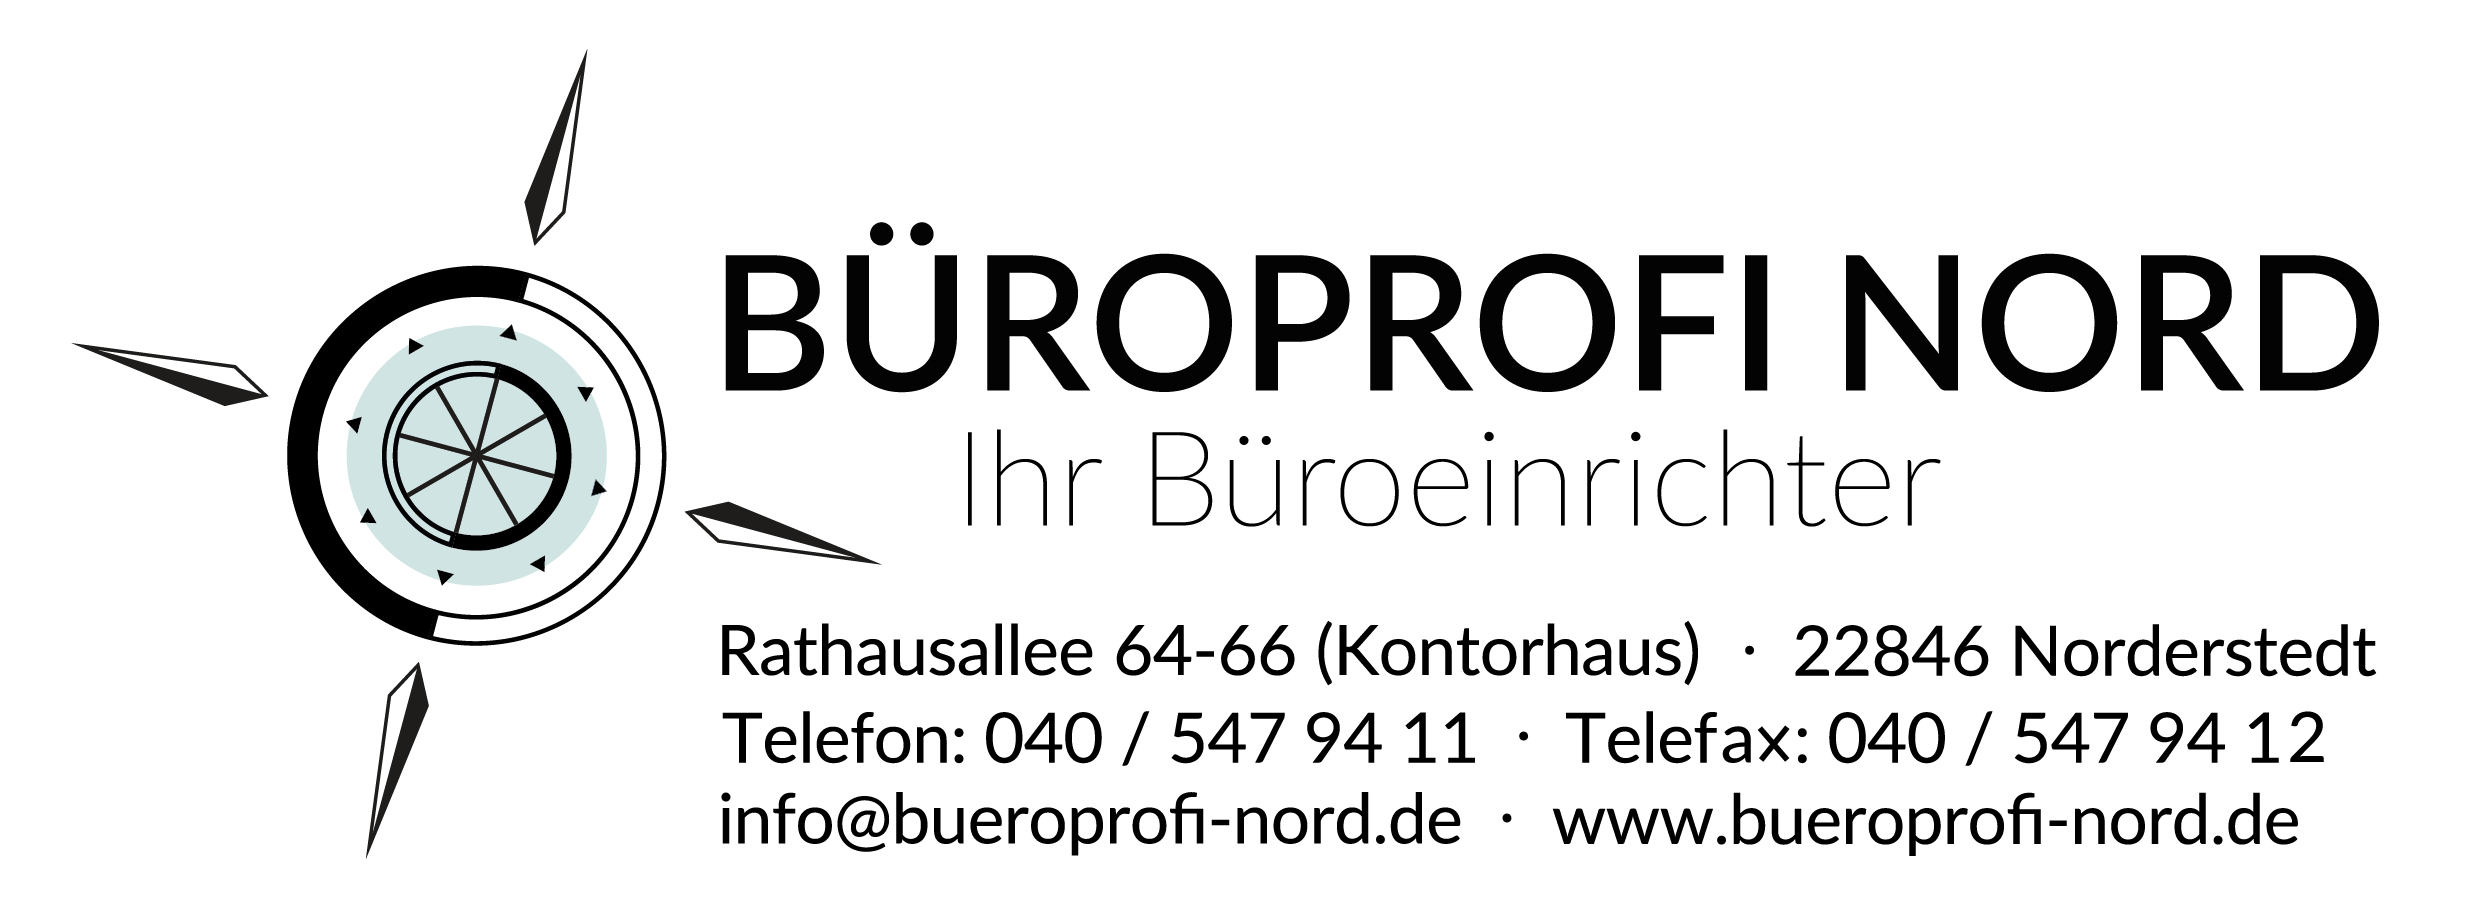 BÜROPROFI NORD
Ihr Büroeinrichter
Rathausallee 64-66 (Kontorhaus) · 22846 Norderstedt
Telefon: 040 / 547 94 11 · Telefax: 040 / 547 94 12
info@bueroprofi-nord.de · www.bueroprofi-nord.de